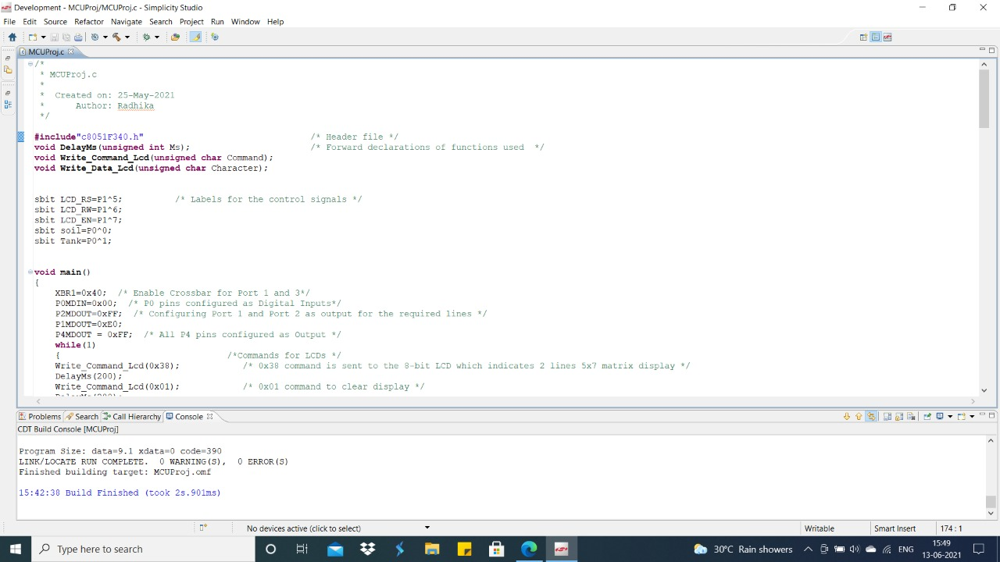 Development - MCUProj/MCUProj.c - Simplicity Studio
File Edit Source Refactor Navigate Search Project Run Window Help
MCUProj.c
/*
* MCUProj.c
*
* Created on: 25-May-2021
* Author: Radhika
*/
#include"c8051F340.h" /* Header file */
void DelayMs(unsigned int Ms); /* Forward declarations of functions used */
void Write_Command_Lcd(unsigned char Command);
void Write_Data_Lcd(unsigned char Character);
sbit LCD_RS=P1^5; /* Labels for the control signals */
sbit LCD_RW=P1^6;
sbit LCD_EN=P1^7;
sbit soil=P0^0;
sbit Tank=P0^1;
void main()
{
XBR1=0x40; /* Enable Crossbar for Port 1 and 3*/
P0MDIN=0x00; /* P0 pins configured as Digital Inputs*/
P2MDOUT=0xFF; /* Configuring Port 1 and Port 2 as output for the required lines */
P1MDOUT=0xE0;
P4MDOUT = 0xFF; /* All P4 pins configured as Output */
while(1)
{ /*Commands for LCDs */
Write_Command_Lcd(0x38); /* 0x38 command is sent to the 8-bit LCD which indicates 2 lines 5x7 matrix display */
DelayMs(200);
Write_Command_Lcd(0x01); /* 0x01 command to clear display */
Problems Search Call Hierarchy Console
CDT Build Console [MCUProj]
Program Size: data=9.1 xdata=0 code=390
LINK/LOCATE RUN COMPLETE. 0 WARNING(S), 0 ERROR(S)
Finished building target: MCUProj.omf
15:42:38 Build Finished (took 2s.901ms)
No devices active (click to select) Writable Smart Insert 174 : 1
Type here to search 30°C Rain showers ENG 15:49
13-06-2021